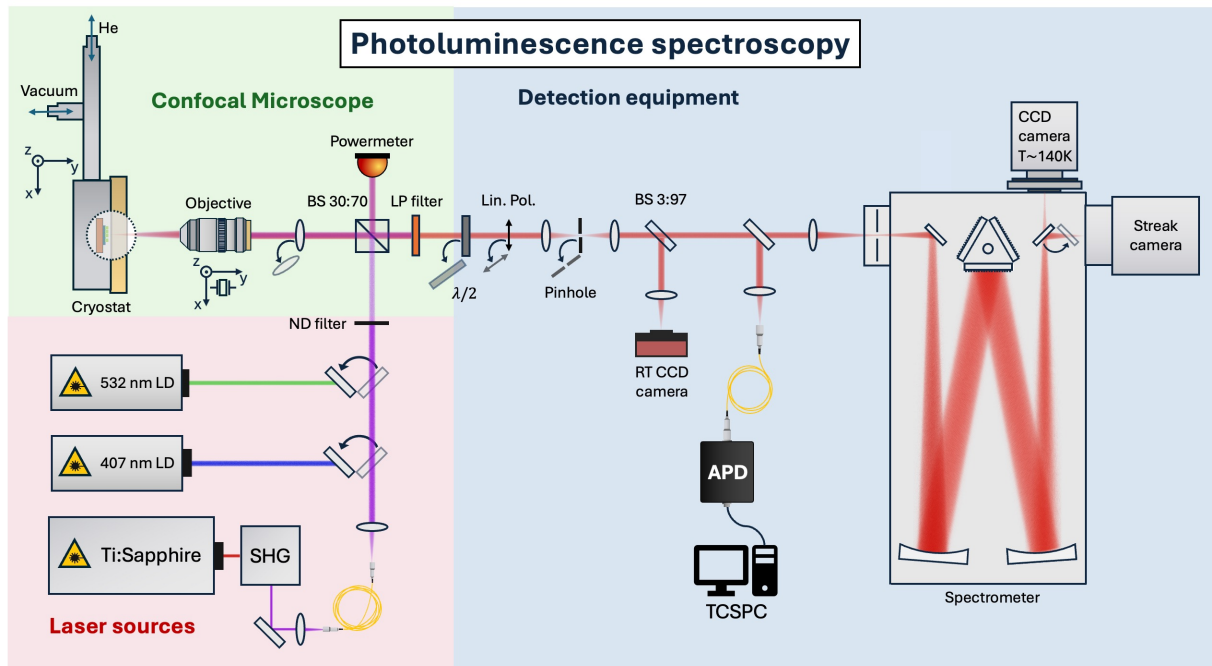 Photoluminescence spectroscopy
He
Vacuum
z
y
x
Confocal Microscope
Powermeter
Objective
BS 30:70
LP filter
z
y
x
Cryostat
ND filter
Detection equipment
Lin. Pol.
λ/2
Pinhole
BS 3:97
RT CCD
camera
APD
TCSPC
CCD
camera
T~140K
Streak
camera
Spectrometer
532 nm LD
407 nm LD
Ti:Sapphire
SHG
Laser sources